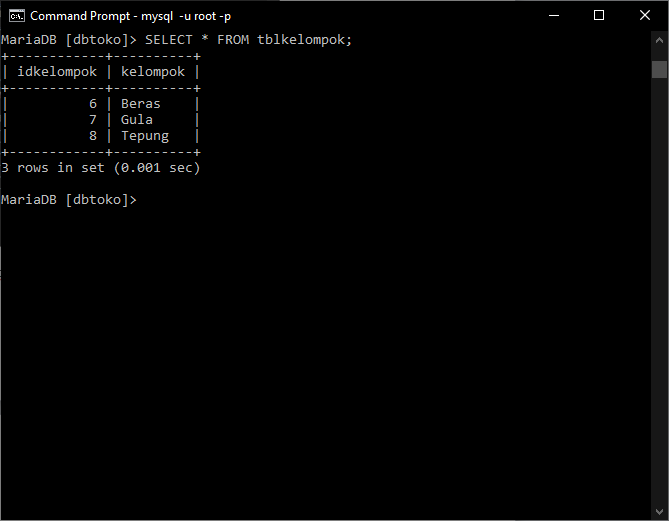 Command Prompt - mysql  -u root -p
MariaDB [dbtoko]> SELECT * FROM tblkelompok;
+------------+----------+
| idkelompok | kelompok |
+------------+----------+
|          6 | Beras    |
|          7 | Gula     |
|          8 | Tepung   |
+------------+----------+
3 rows in set (0.001 sec)
MariaDB [dbtoko]>